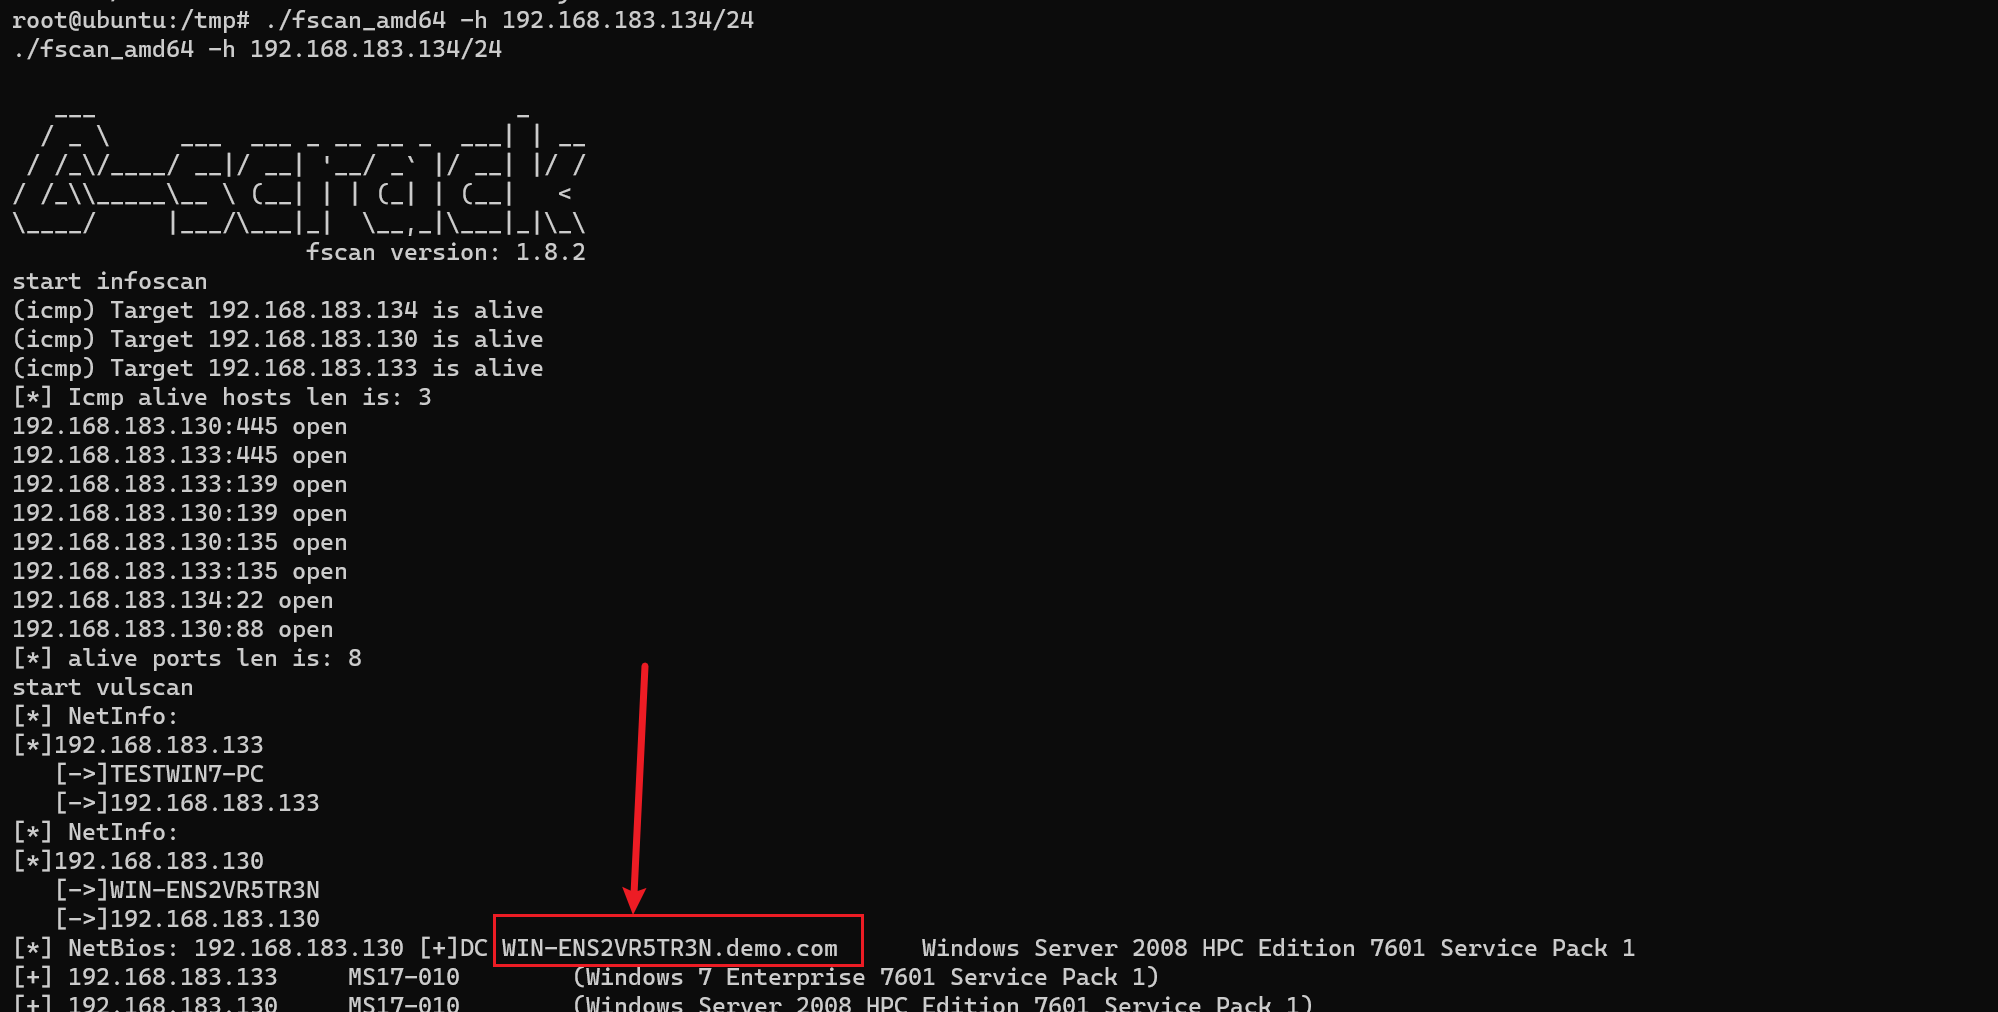 root@ubuntu:/tmp# ./fscan_amd64 -h 192.168.183.134/24
./fscan_amd64 -h 192.168.183.134/24
   ___                              _
  / _ \     ___  ___ _ __ __ _  ___| | __
 / /_\/____/ __|/ __| '__/ _` |/ __| |/ /
/ /_\\_____\__ \ (__| | | (_| | (__|   <
\____/     |___/\___|_|  \__,_|\___|_|\_\
                     fscan version: 1.8.2
start infoscan
(icmp) Target 192.168.183.134 is alive
(icmp) Target 192.168.183.130 is alive
(icmp) Target 192.168.183.133 is alive
[*] Icmp alive hosts len is: 3
192.168.183.130:445 open
192.168.183.133:445 open
192.168.183.133:139 open
192.168.183.130:139 open
192.168.183.130:135 open
192.168.183.133:135 open
192.168.183.134:22 open
192.168.183.130:88 open
[*] alive ports len is: 8
start vulscan
[*] NetInfo:
[*]192.168.183.133
   [->]TESTWIN7-PC
   [->]192.168.183.133
[*] NetInfo:
[*]192.168.183.130
   [->]WIN-ENS2VR5TR3N
   [->]192.168.183.130
[*] NetBios: 192.168.183.130 [+]DC WIN-ENS2VR5TR3N.demo.com      Windows Server 2008 HPC Edition 7601 Service Pack 1
[+] 192.168.183.133     MS17-010        (Windows 7 Enterprise 7601 Service Pack 1)
[+] 192.168.183.130     MS17-010        (Windows Server 2008 HPC Edition 7601 Service Pack 1)